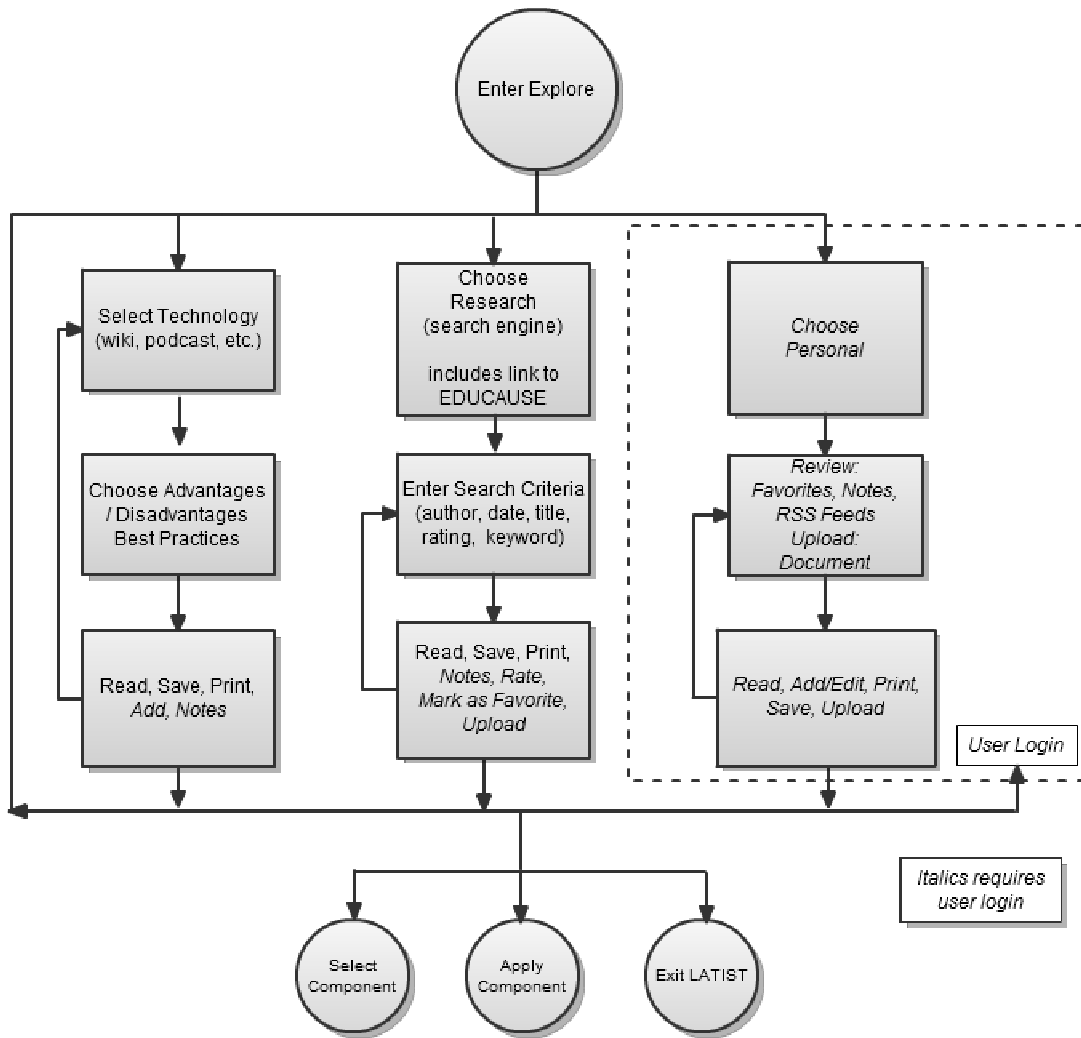 Enter Explore
Select Technology
(wiki, podcast, etc.)
Choose Advantages
/ Disadvantages
Best Practices
Read, Save, Print,
Add, Notes
Choose
Research
(search engine)
includes link to
EDUCAUSE
Enter Search Criteria
(author, date, title,
rating, keyword)
Read, Save, Print,
Notes, Rate,
Mark as Favorite,
Upload
Choose
Personal
Review:
Favorites, Notes,
RSS Feeds
Upload:
Document
Read, Add/Edit, Print,
Save, Upload
User Login
Italics requires
user login
Select
Component
Apply
Component
Exit LATIST